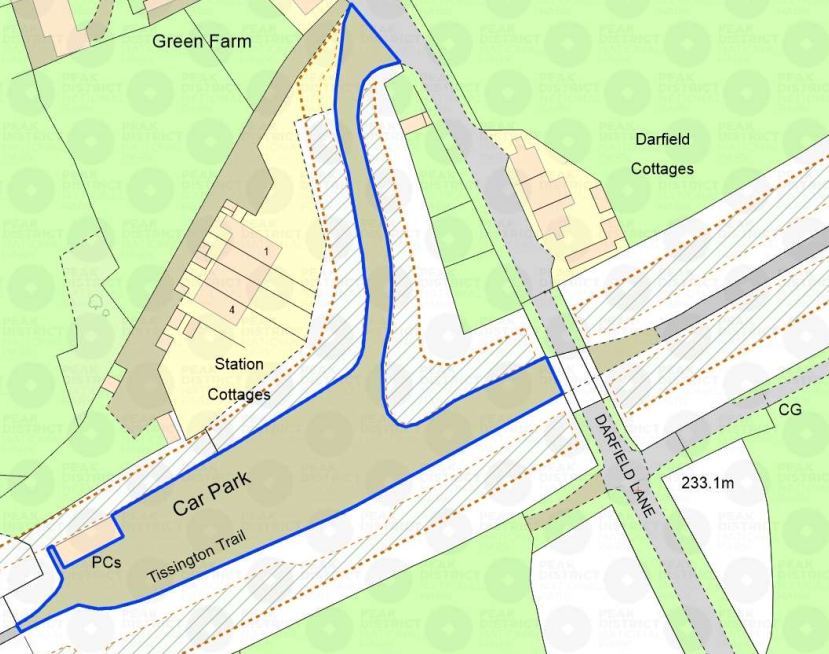 Green Farm
Darfield
Cottages
1
4
Station
Cottages
CG
DARFIELD LANE
233.1m
Car Park
Tissington Trail
PCs
PEAK
DISTRICT
NATIONAL
PARK